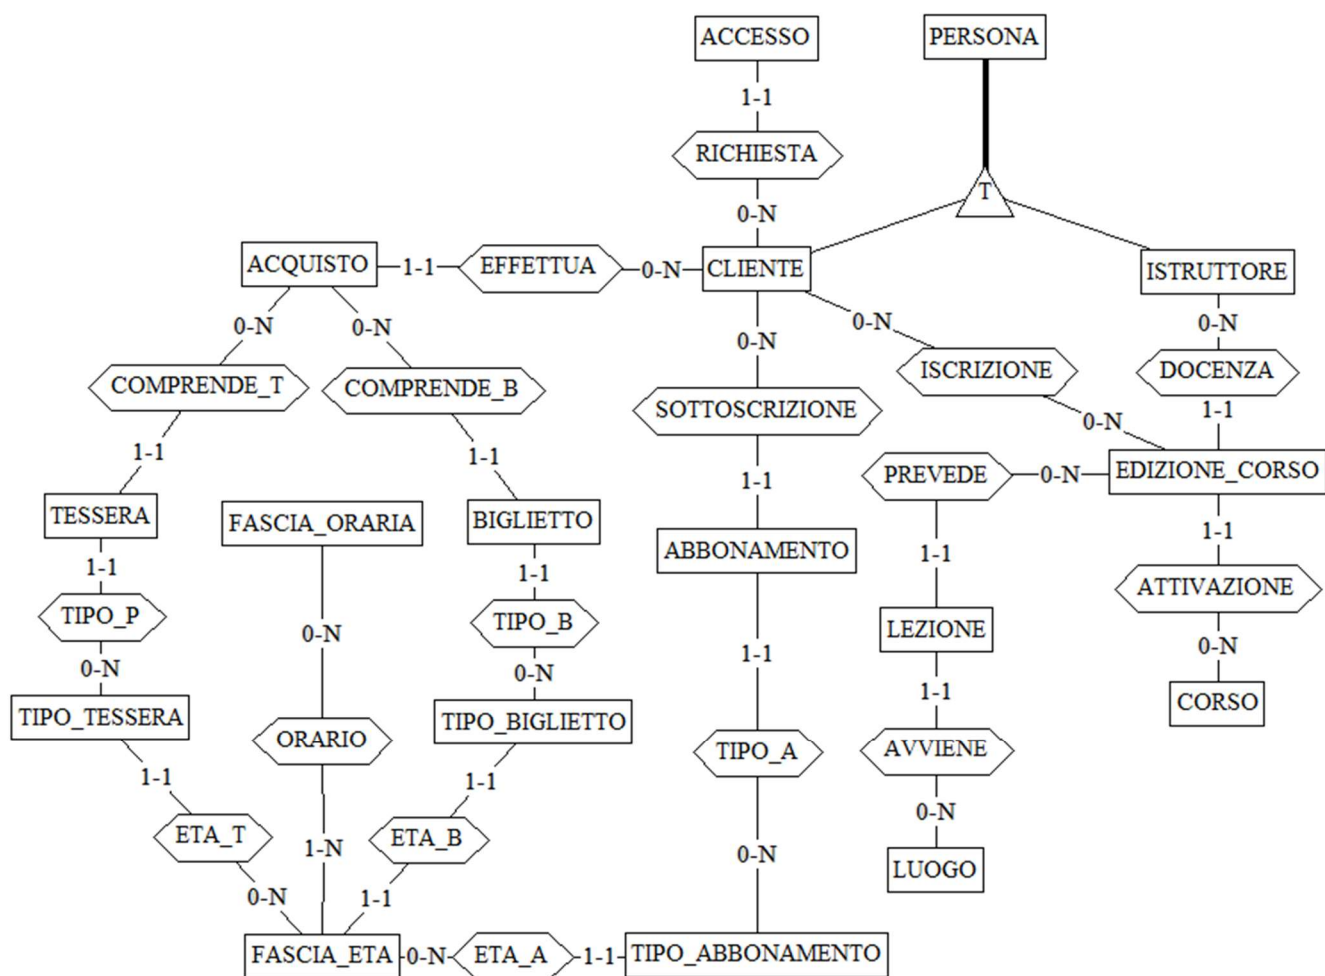 ACCESSO
PERSONA
1-1
RICHIESTA
T
0-N
ACQUISTO
1-1
EFFETTUA
0-N
CLIENTE
ISTRUTTORE
0-N
0-N
0-N
0-N
0-N
COMPRENDE_T
COMPRENDE_B
SOTTOSCRIZIONE
ISCRIZIONE
DOCENZA
1-1
1-1
1-1
0-N
1-1
PREVEDE
0-N
EDIZIONE_CORSO
TESSERA
FASCIA_ORARIA
BIGLIETTO
ABBONAMENTO
1-1
1-1
1-1
1-1
TIPO_P
TIPO_B
ATTIVAZIONE
LEZIONE
0-N
0-N
0-N
1-1
1-1
0-N
TIPO_TESSERA
TIPO_BIGLIETTO
CORSO
ORARIO
TIPO_A
AVVIENE
1-1
1-1
0-N
ETA_T
ETA_B
1-N
0-N
LUOGO
0-N
1-1
FASCIA_ETA
0-N
ETA_A
1-1
TIPO_ABBONAMENTO